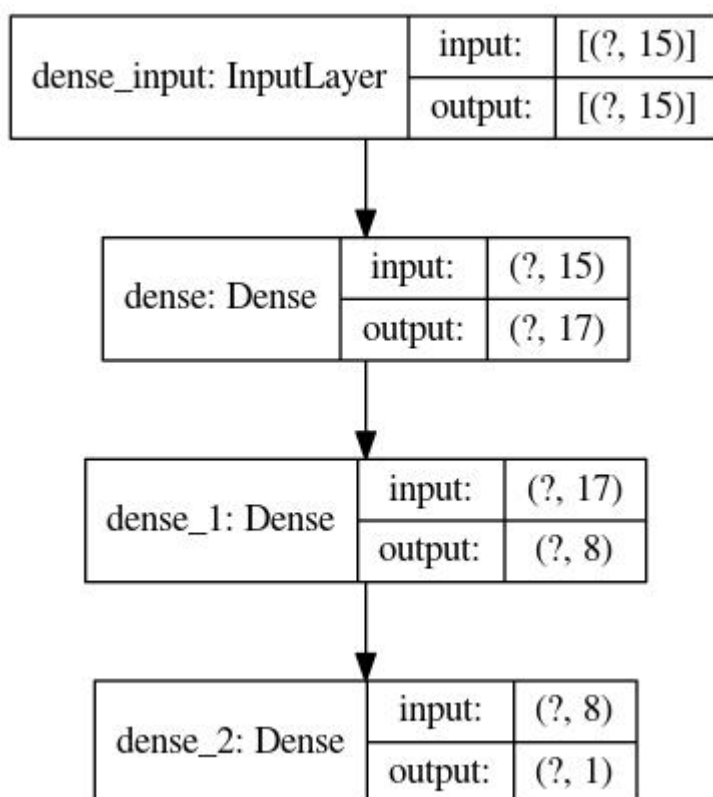 dense_input: InputLayer
input: [(?, 15)]
output: [(?, 15)]
dense: Dense
input: (?, 15)
output: (?, 17)
dense_1: Dense
input: (?, 17)
output: (?, 8)
dense_2: Dense
input: (?, 8)
output: (?, 1)